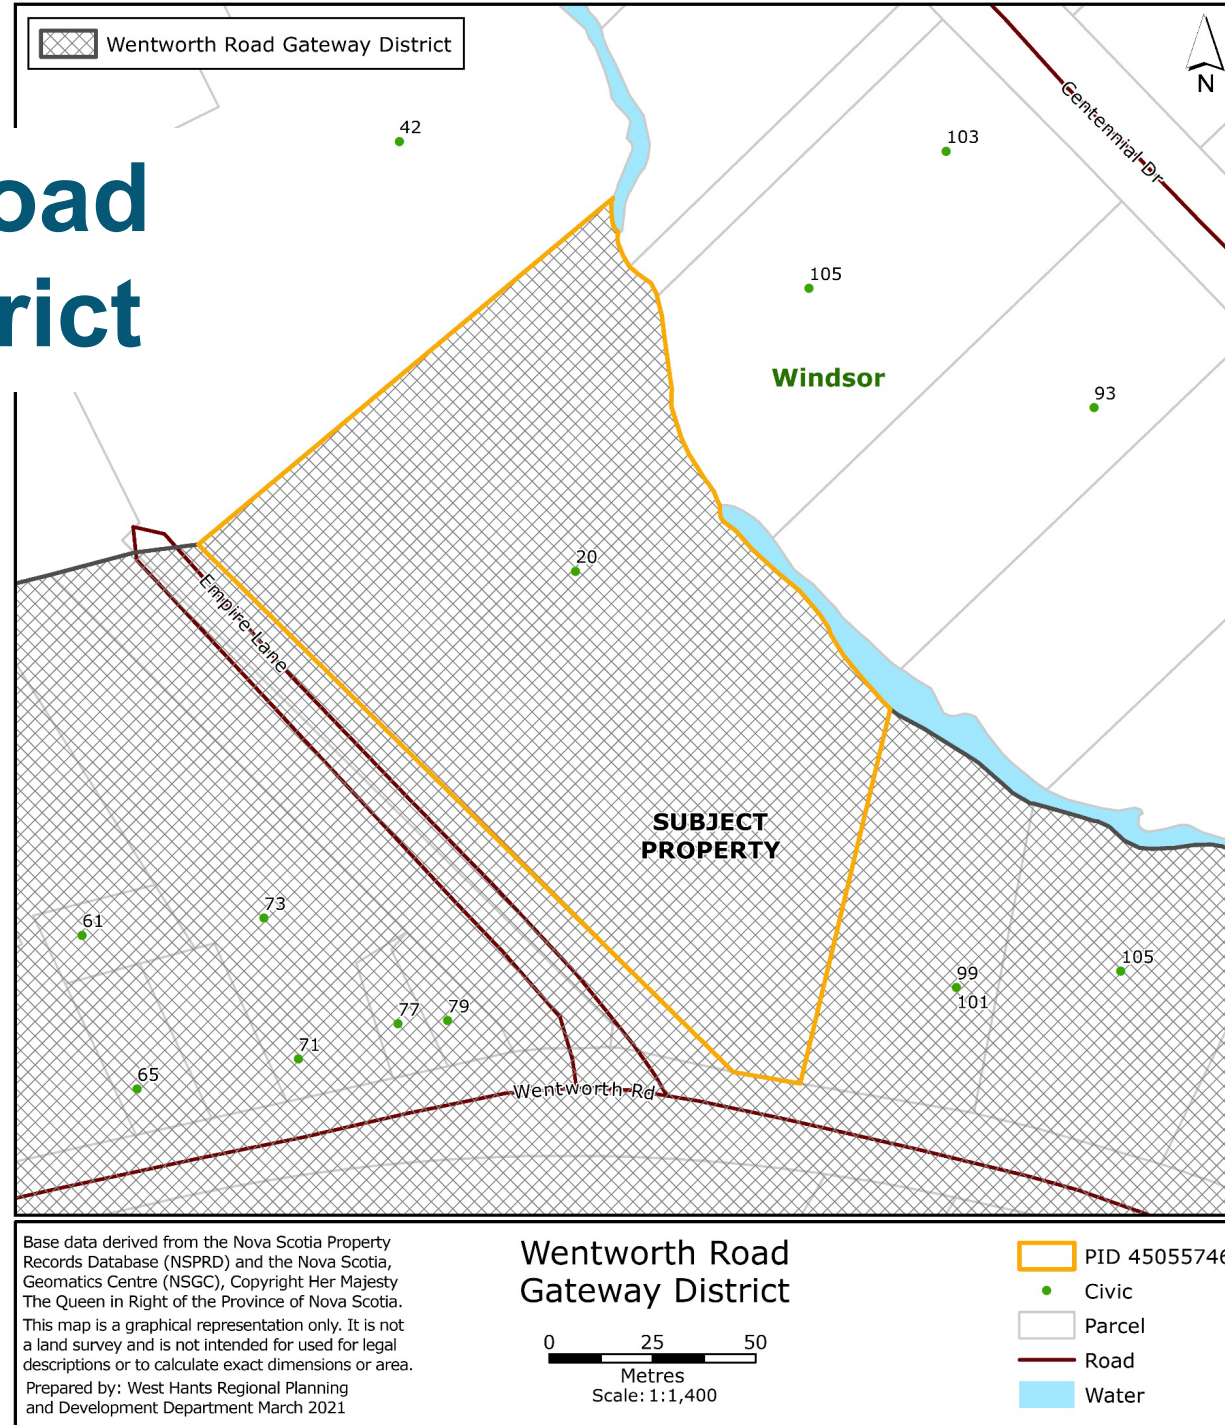 Wentworth Road Gateway District
N
Centennial Dr
42
103
oad
trict
105
Windsor
93
20
Empire Lane
SUBJECT
PROPERTY
61
73
99
101
105
77
79
71
65
Wentworth Rd
Base data derived from the Nova Scotia Property
Records Database (NSPRD) and the Nova Scotia,
Geomatics Centre (NSGC), Copyright Her Majesty
The Queen in Right of the Province of Nova Scotia.
This map is a graphical representation only. It is not
a land survey and is not intended for used for legal
descriptions or to calculate exact dimensions or area.
Prepared by: West Hants Regional Planning
and Development Department March 2021
Wentworth Road
Gateway District
0 25 50
Metres
Scale: 1:1,400
PID 45055746
Civic
Parcel
Road
Water